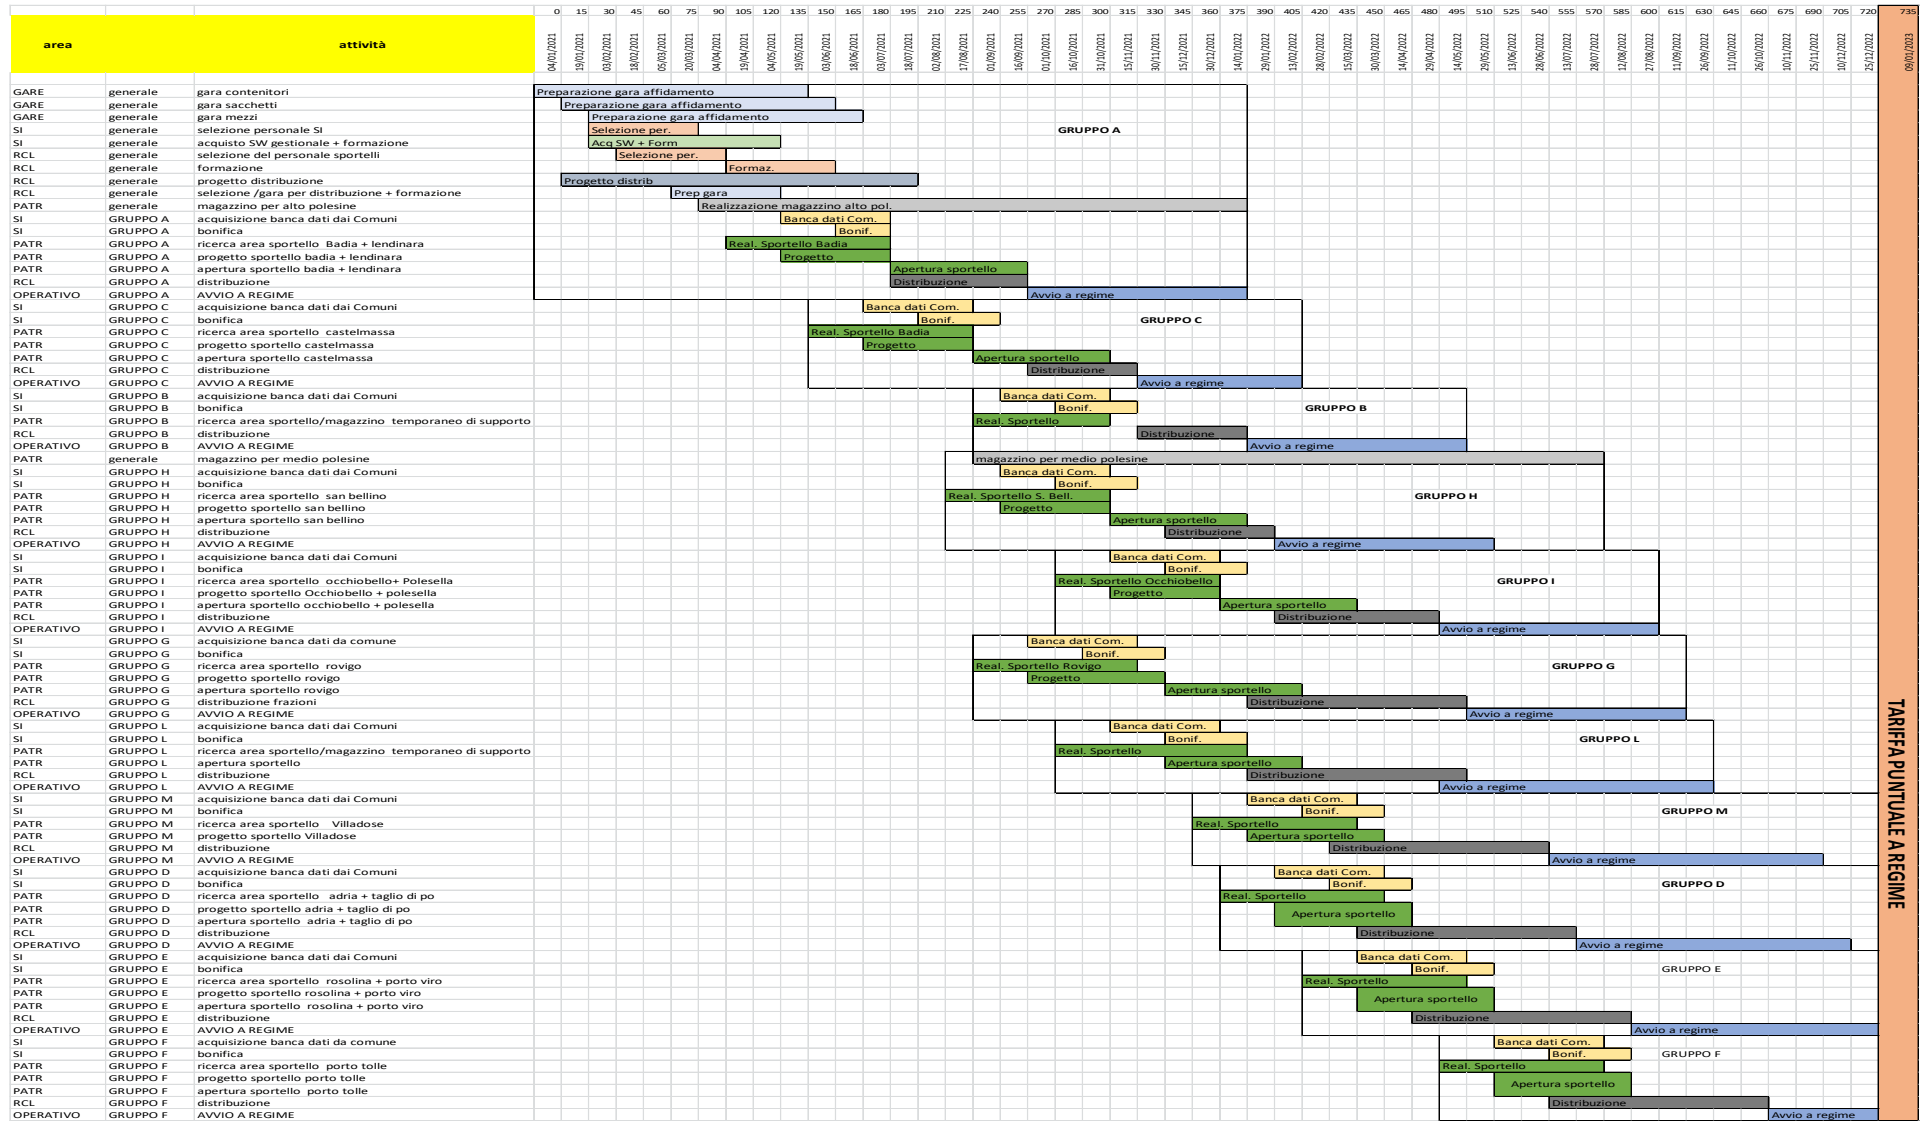 0 15 30 45 60 75 90 105 120 135 150 165 180 195 210 225 240 255 270 285 300 315 330 345 360 375 390 405 420 435 450 465 480 495 510 525 540 555 570 585 600 615 630 645 660 675 690 705 720 735
area attività 04/01/2021 19/01/2021 03/02/2021 18/02/2021 05/03/2021 20/03/2021 04/04/2021 19/04/2021 04/05/2021 19/05/2021 03/06/2021 18/06/2021 03/07/2021 18/07/2021 02/08/2021 17/08/2021 01/09/2021 16/09/2021 01/10/2021 16/10/2021 31/10/2021 15/11/2021 30/11/2021 15/12/2021 30/12/2021 14/01/2022 29/01/2022 13/02/2022 28/02/2022 15/03/2022 30/03/2022 14/04/2022 29/04/2022 14/05/2022 29/05/2022 13/06/2022 28/06/2022 13/07/2022 28/07/2022 12/08/2022 27/08/2022 11/09/2022 26/09/2022 11/10/2022 26/10/2022 10/11/2022 25/11/2022 10/12/2022 25/12/2022 09/01/2023
GARE generale gara contenitori Preparazione gara affidamento
GARE generale gara sacchetti Preparazione gara affidamento
GARE generale gara mezzi Preparazione gara affidamento
SI generale selezione personale SI Selezione per. GRUPPO A
SI generale acquisto SW gestionale + formazione Acq SW + Form
RCL generale selezione del personale sportelli Selezione per.
RCL generale formazione Formaz.
RCL generale progetto distribuzione Progetto distrib
RCL generale selezione /gara per distribuzione + formazione Prep gara
PATR generale magazzino per alto polesine Realizzazione magazzino alto pol.
SI GRUPPO A acquisizione banca dati dai Comuni Banca dati Com.
SI GRUPPO A bonifica Bonif.
PATR GRUPPO A ricerca area sportello Badia + lendinara Real. Sportello Badia
PATR GRUPPO A progetto sportello badia + lendinara Progetto
PATR GRUPPO A apertura sportello badia + lendinara Apertura sportello
RCL GRUPPO A distribuzione Distribuzione
OPERATIVO GRUPPO A AVVIO A REGIME Avvio a regime
SI GRUPPO C acquisizione banca dati dai Comuni Banca dati Com.
SI GRUPPO C bonifica Bonif. GRUPPO C
PATR GRUPPO C ricerca area sportello castelmassa Real. Sportello Badia
PATR GRUPPO C progetto sportello castelmassa Progetto
PATR GRUPPO C apertura sportello castelmassa Apertura sportello
RCL GRUPPO C distribuzione Distribuzione
OPERATIVO GRUPPO C AVVIO A REGIME Avvio a regime
SI GRUPPO B acquisizione banca dati dai Comuni Banca dati Com.
SI GRUPPO B bonifica Bonif. GRUPPO B
PATR GRUPPO B ricerca area sportello/magazzino temporaneo di supporto Real. Sportello
RCL GRUPPO B distribuzione Distribuzione
OPERATIVO GRUPPO B AVVIO A REGIME Avvio a regime
PATR generale magazzino per medio polesine magazzino per medio polesine
SI GRUPPO H acquisizione banca dati dai Comuni Banca dati Com.
SI GRUPPO H bonifica Bonif.
PATR GRUPPO H ricerca area sportello san bellino Real. Sportello S. Bell. GRUPPO H
PATR GRUPPO H progetto sportello san bellino Progetto
PATR GRUPPO H apertura sportello san bellino Apertura sportello
RCL GRUPPO H distribuzione Distribuzione
OPERATIVO GRUPPO H AVVIO A REGIME Avvio a regime
SI GRUPPO I acquisizione banca dati dai Comuni Banca dati Com.
SI GRUPPO I bonifica Bonif.
PATR GRUPPO I ricerca area sportello occhiobello+ Polesella Real. Sportello Occhiobello GRUPPO I
PATR GRUPPO I progetto sportello Occhiobello + polesella Progetto
PATR GRUPPO I apertura sportello occhiobello + polesella Apertura sportello
RCL GRUPPO I distribuzione Distribuzione
OPERATIVO GRUPPO I AVVIO A REGIME Avvio a regime
SI GRUPPO G acquisizione banca dati da comune Banca dati Com.
SI GRUPPO G bonifica Bonif.
PATR GRUPPO G ricerca area sportello rovigo Real. Sportello Rovigo GRUPPO G
PATR GRUPPO G progetto sportello rovigo Progetto
PATR GRUPPO G apertura sportello rovigo Apertura sportello
RCL GRUPPO G distribuzione frazioni Distribuzione
OPERATIVO GRUPPO G AVVIO A REGIME Avvio a regime
SI GRUPPO L acquisizione banca dati dai Comuni Banca dati Com.
SI GRUPPO L bonifica Bonif. GRUPPO L
PATR GRUPPO L ricerca area sportello/magazzino temporaneo di supporto Real. Sportello
PATR GRUPPO L apertura sportello Apertura sportello
RCL GRUPPO L distribuzione Distribuzione
OPERATIVO GRUPPO L AVVIO A REGIME Avvio a regime
SI GRUPPO M acquisizione banca dati dai Comuni Banca dati Com.
SI GRUPPO M bonifica Bonif. GRUPPO M
PATR GRUPPO M ricerca area sportello Villadose Real. Sportello
PATR GRUPPO M progetto sportello Villadose Apertura sportello
RCL GRUPPO M distribuzione Distribuzione
OPERATIVO GRUPPO M AVVIO A REGIME Avvio a regime
SI GRUPPO D acquisizione banca dati dai Comuni Banca dati Com.
SI GRUPPO D bonifica Bonif. GRUPPO D
PATR GRUPPO D ricerca area sportello adria + taglio di po Real. Sportello
PATR GRUPPO D progetto sportello adria + taglio di po Apertura sportello
PATR GRUPPO D apertura sportello adria + taglio di po
RCL GRUPPO D distribuzione Distribuzione
OPERATIVO GRUPPO D AVVIO A REGIME Avvio a regime
SI GRUPPO E acquisizione banca dati dai Comuni Banca dati Com.
SI GRUPPO E bonifica Bonif. GRUPPO E
PATR GRUPPO E ricerca area sportello rosolina + porto viro Real. Sportello
PATR GRUPPO E progetto sportello rosolina + porto viro Apertura sportello
PATR GRUPPO E apertura sportello rosolina + porto viro
RCL GRUPPO E distribuzione Distribuzione
OPERATIVO GRUPPO E AVVIO A REGIME Avvio a regime
SI GRUPPO F acquisizione banca dati da comune Banca dati Com.
SI GRUPPO F bonifica Bonif. GRUPPO F
PATR GRUPPO F ricerca area sportello porto tolle Real. Sportello
PATR GRUPPO F progetto sportello porto tolle Apertura sportello
PATR GRUPPO F apertura sportello porto tolle
RCL GRUPPO F distribuzione Distribuzione
OPERATIVO GRUPPO F AVVIO A REGIME Avvio a regime
TARIFFA PUNTUALE A REGIME